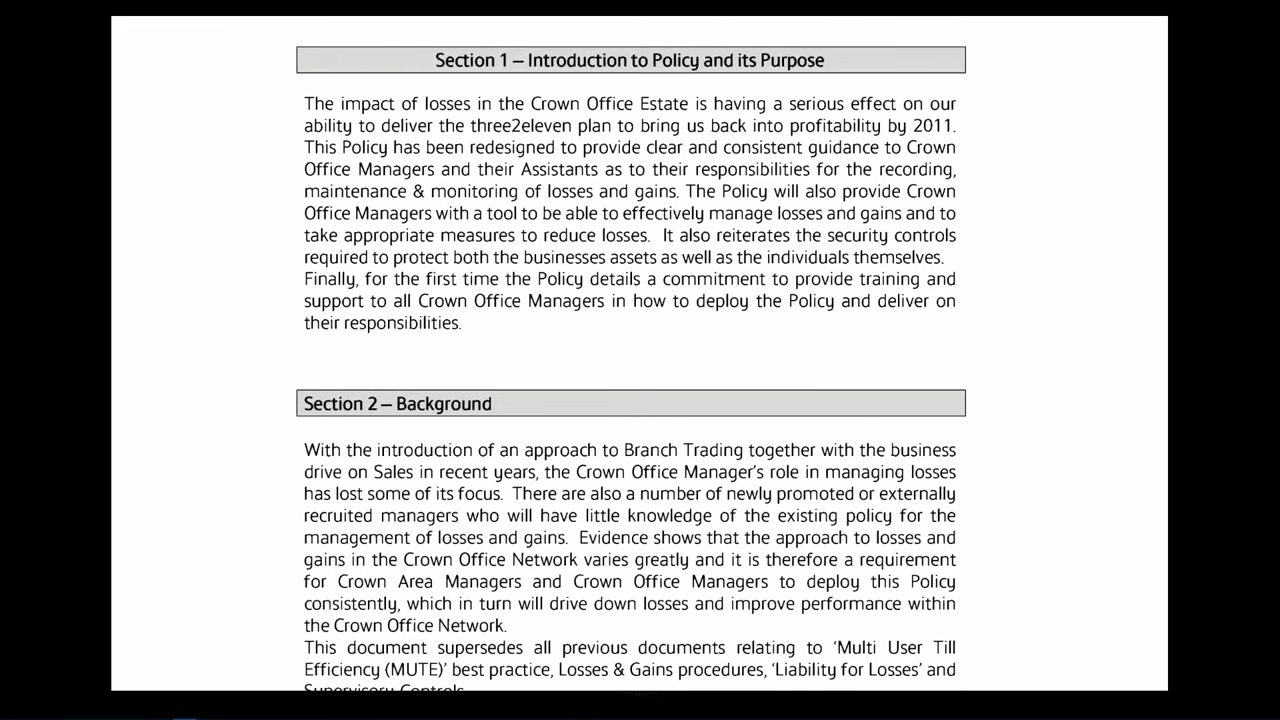 Section 1 – Introduction to Policy and its Purpose
The impact of losses in the Crown Office Estate is having a serious effect on our
ability to deliver the three2eleven plan to bring us back into profitability by 2011.
This Policy has been redesigned to provide clear and consistent guidance to Crown
Office Managers and their Assistants as to their responsibilities for the recording,
maintenance & monitoring of losses and gains. The Policy will also provide Crown
Office Managers with a tool to be able to effectively manage losses and gains and to
take appropriate measures to reduce losses.  It also reiterates the security controls
required to protect both the businesses assets as well as the individuals themselves.
Finally, for the first time the Policy details a commitment to provide training and
support to all Crown Office Managers in how to deploy the Policy and deliver on
their responsibilities.
Section 2 – Background
With the introduction of an approach to Branch Trading together with the business
drive on Sales in recent years, the Crown Office Manager's role in managing losses
has lost some of its focus.  There are also a number of newly promoted or externally
recruited managers who will have little knowledge of the existing policy for the
management of losses and gains.  Evidence shows that the approach to losses and
gains in the Crown Office Network varies greatly and it is therefore a requirement
for Crown Area Managers and Crown Office Managers to deploy this Policy
consistently, which in turn will drive down losses and improve performance within
the Crown Office Network.
This document supersedes all previous documents relating to ‘Multi User Till
Efficiency (MUTE)’ best practice, Losses & Gains procedures, ‘Liability for Losses’ and
Supervisory Controls